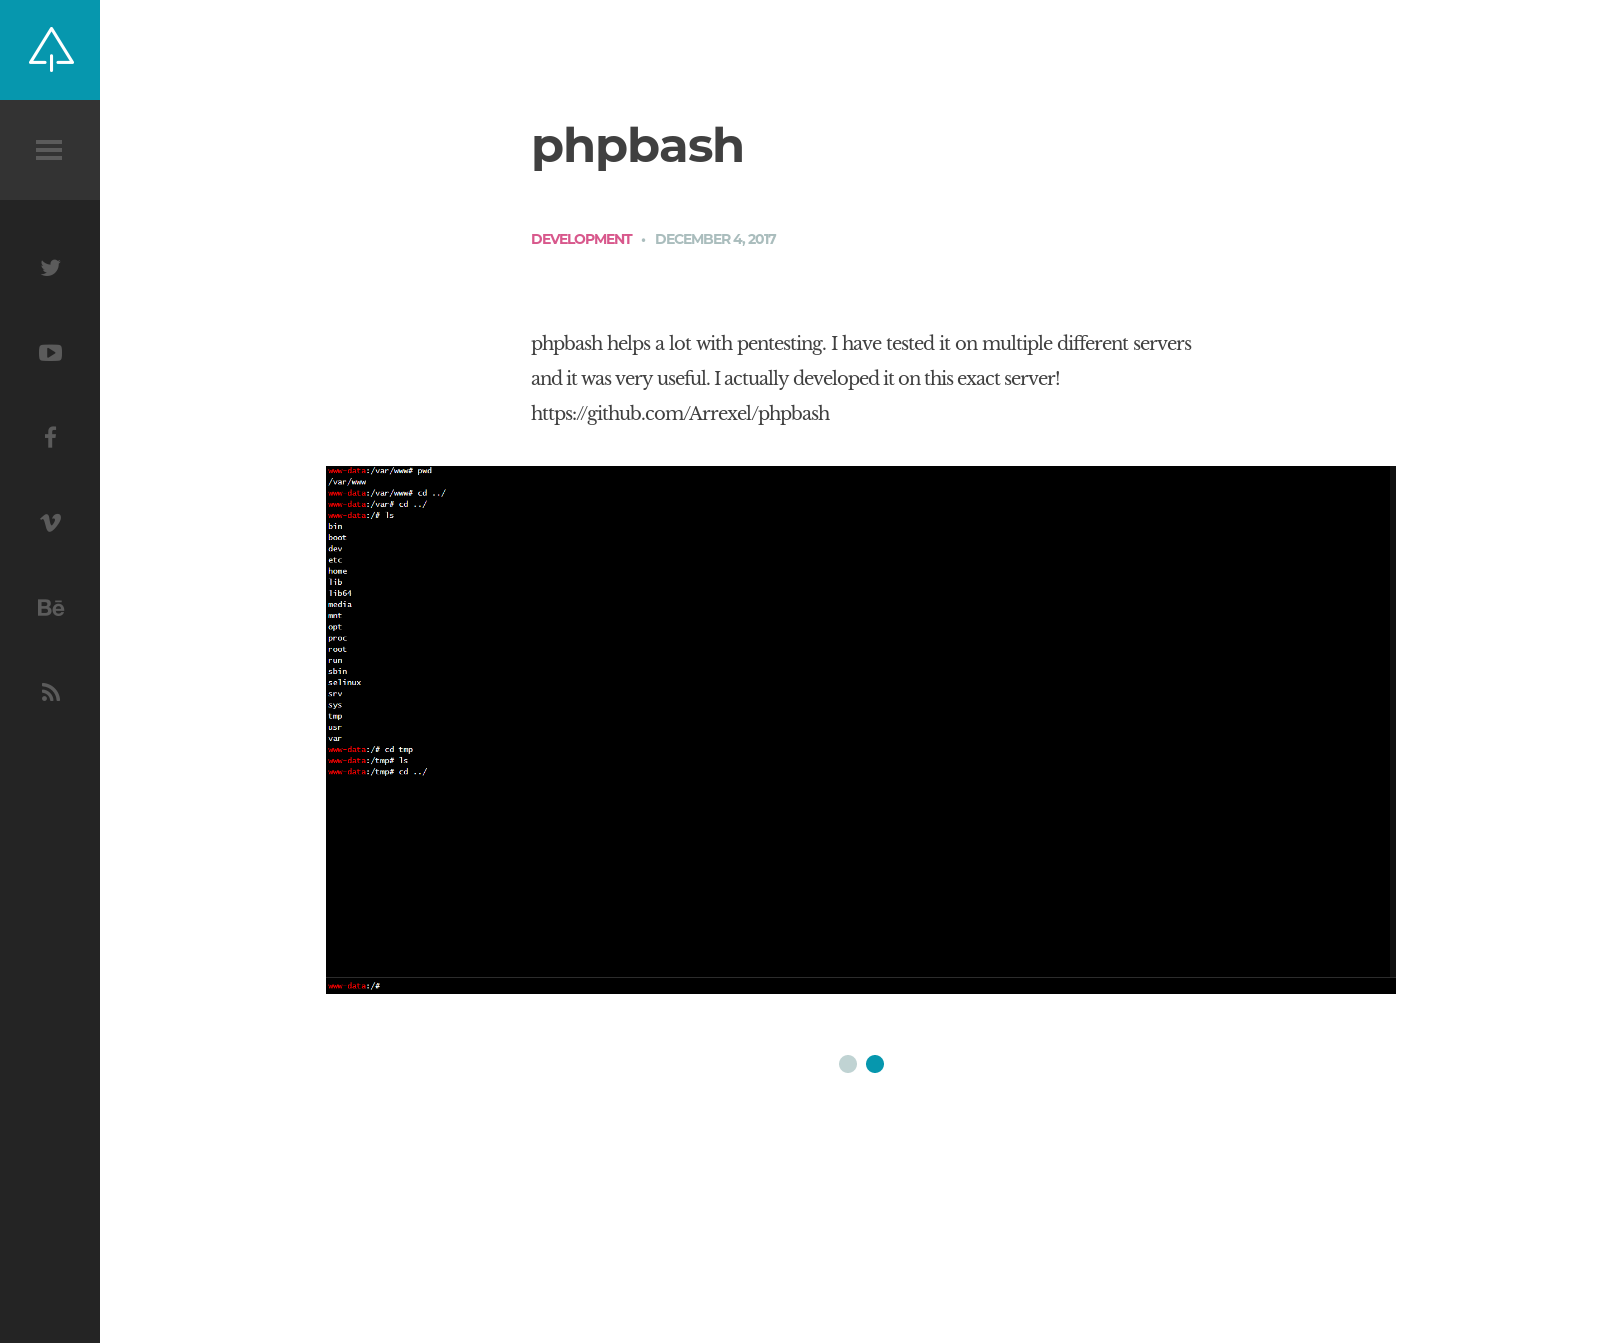 phpbash
DEVELOPMENT • DECEMBER 4, 2017
phpbash helps a lot with pentesting. I have tested it on multiple different servers
and it was very useful. I actually developed it on this exact server!
https://github.com/Arrexel/phpbash
www-data:/var/www# pwd
/var/www
www-data:/var/www# cd ../
www-data:/var# cd ../
www-data:/# ls
bin
boot
dev
etc
home
lib
lib64
media
mnt
opt
proc
root
run
sbin
selinux
srv
sys
tmp
usr
var
www-data:/# cd tmp
www-data:/tmp# ls
www-data:/tmp# cd ../
www-data:/#
Bē